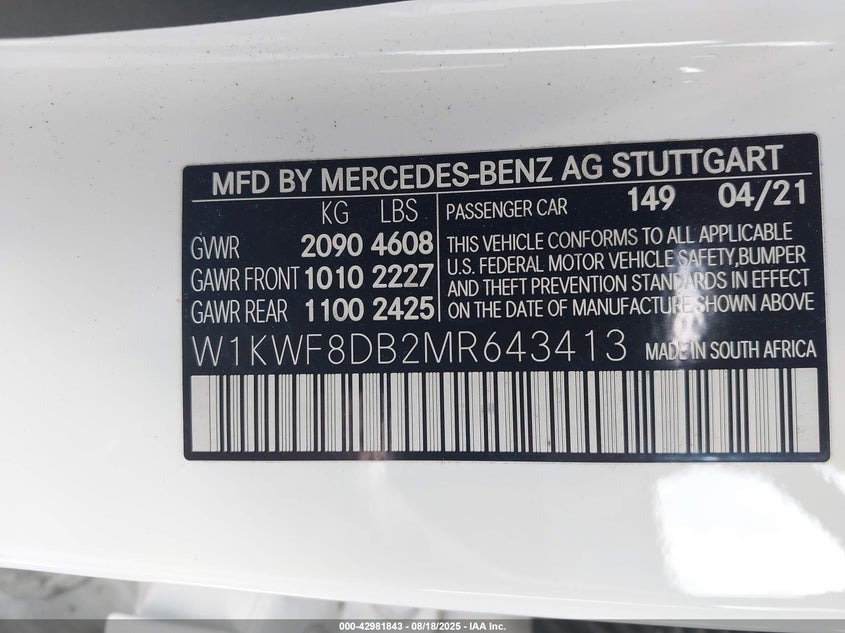 MFD BY MERCEDES-BENZ AG STUTTGART
KG LBS
GVWR 2090 4608
GAWR FRONT 1010 2227
GAWR REAR 1100 2425
PASSENGER CAR 149 04/21
THIS VEHICLE CONFORMS TO ALL APPLICABLE
U.S. FEDERAL MOTOR VEHICLE SAFETY,BUMPER
AND THEFT PREVENTION STANDARDS IN EFFECT
ON THE DATE OF MANUFACTURE SHOWN ABOVE
W1KWF8DB2MR643413 MADE IN SOUTH AFRICA
000-42981843 - 08/18/2025 - IAA Inc.